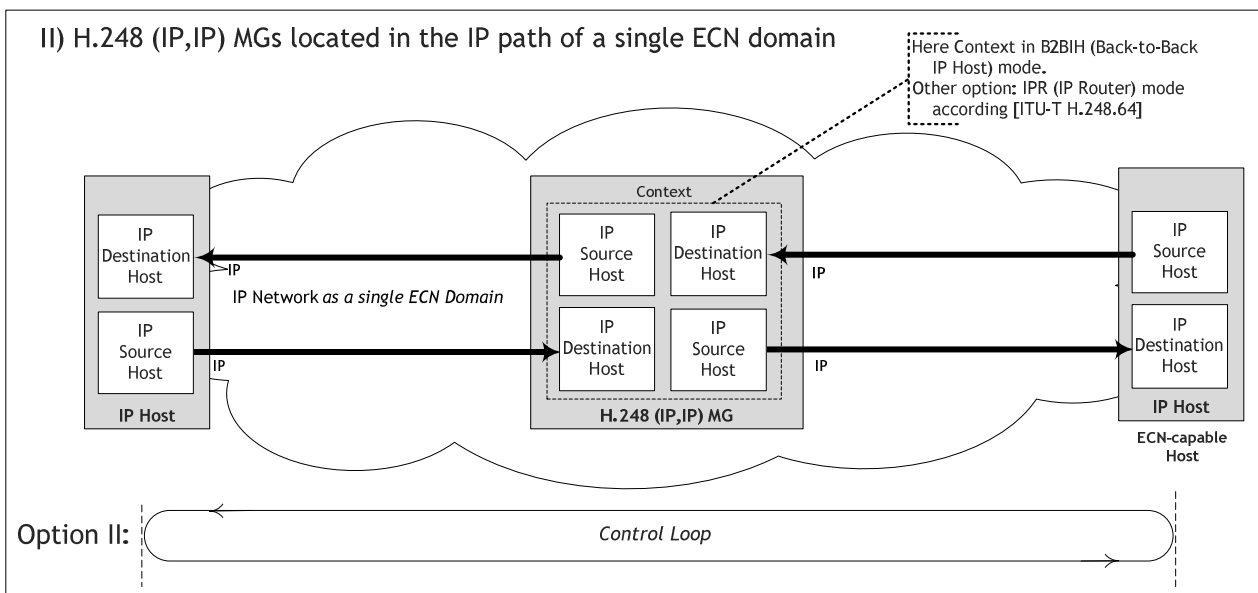 II) H.248 (IP,IP) MGs located in the IP path of a single ECN domain
Here Context in B2BIH (Back-to-Back
IP Host) mode.
Other option: IPR (IP Router) mode
according [ITU-T H.248.64]
Context
IP
Destination
Host
IP
Source
Host
IP
Destination
Host
IP
Source
Host
IP
IP
IP Network as a single ECN Domain
IP
Source
Host
IP
Destination
Host
IP
Source
Host
IP
Destination
Host
IP
IP
IP Host
H.248 (IP,IP) MG
IP Host
ECN-capable
Host
Option II:
Control Loop